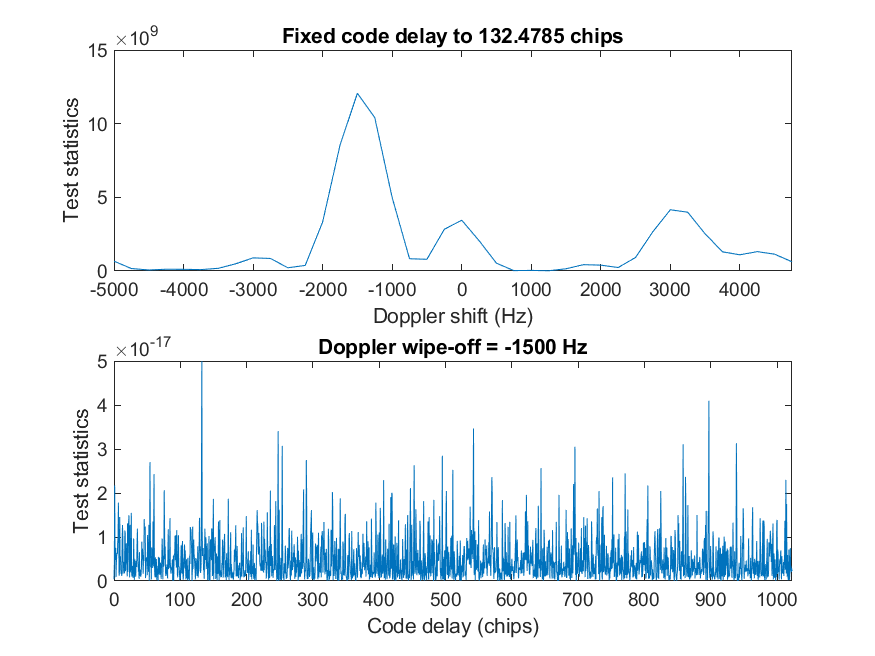 Fixed code delay to 132.4785 chips
×10^9
15
10
5
0
Test statistics
-5000 -4000 -3000 -2000 -1000 0 1000 2000 3000 4000
Doppler shift (Hz)
Doppler wipe-off = -1500 Hz
×10^-17
5
4
3
2
1
0
Test statistics
0 100 200 300 400 500 600 700 800 900 1000
Code delay (chips)